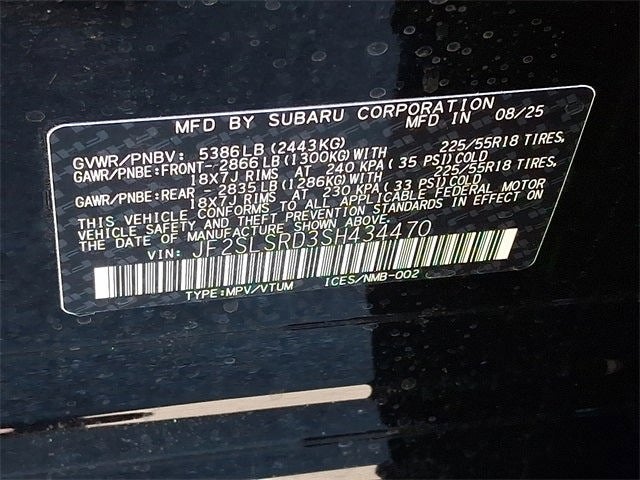 MFD BY SUBARU CORPORATION
MFD IN 08/25
GVWR/PNBV: 5386LB(2443KG)
GAWR/PNBE:FRONT-2866LB(1300KG)WITH 225/55R18 TIRES,
18X7J RIMS AT 240 KPA(35 PSI)COLD
GAWR/PNBE:REAR -2835LB(1286KG)WITH 225/55R18 TIRES,
18X7J RIMS AT 230 KPA(33 PSI)COLD
THIS VEHICLE CONFORMS TO ALL APPLICABLE FEDERAL MOTOR
VEHICLE SAFETY AND THEFT PREVENTION STANDARDS IN EFFECT ON
THE DATE OF MANUFACTURE SHOWN ABOVE.
VIN: JF2SLSRD3SH434470
TYPE:MPV/VTUM ICES/NMB-002